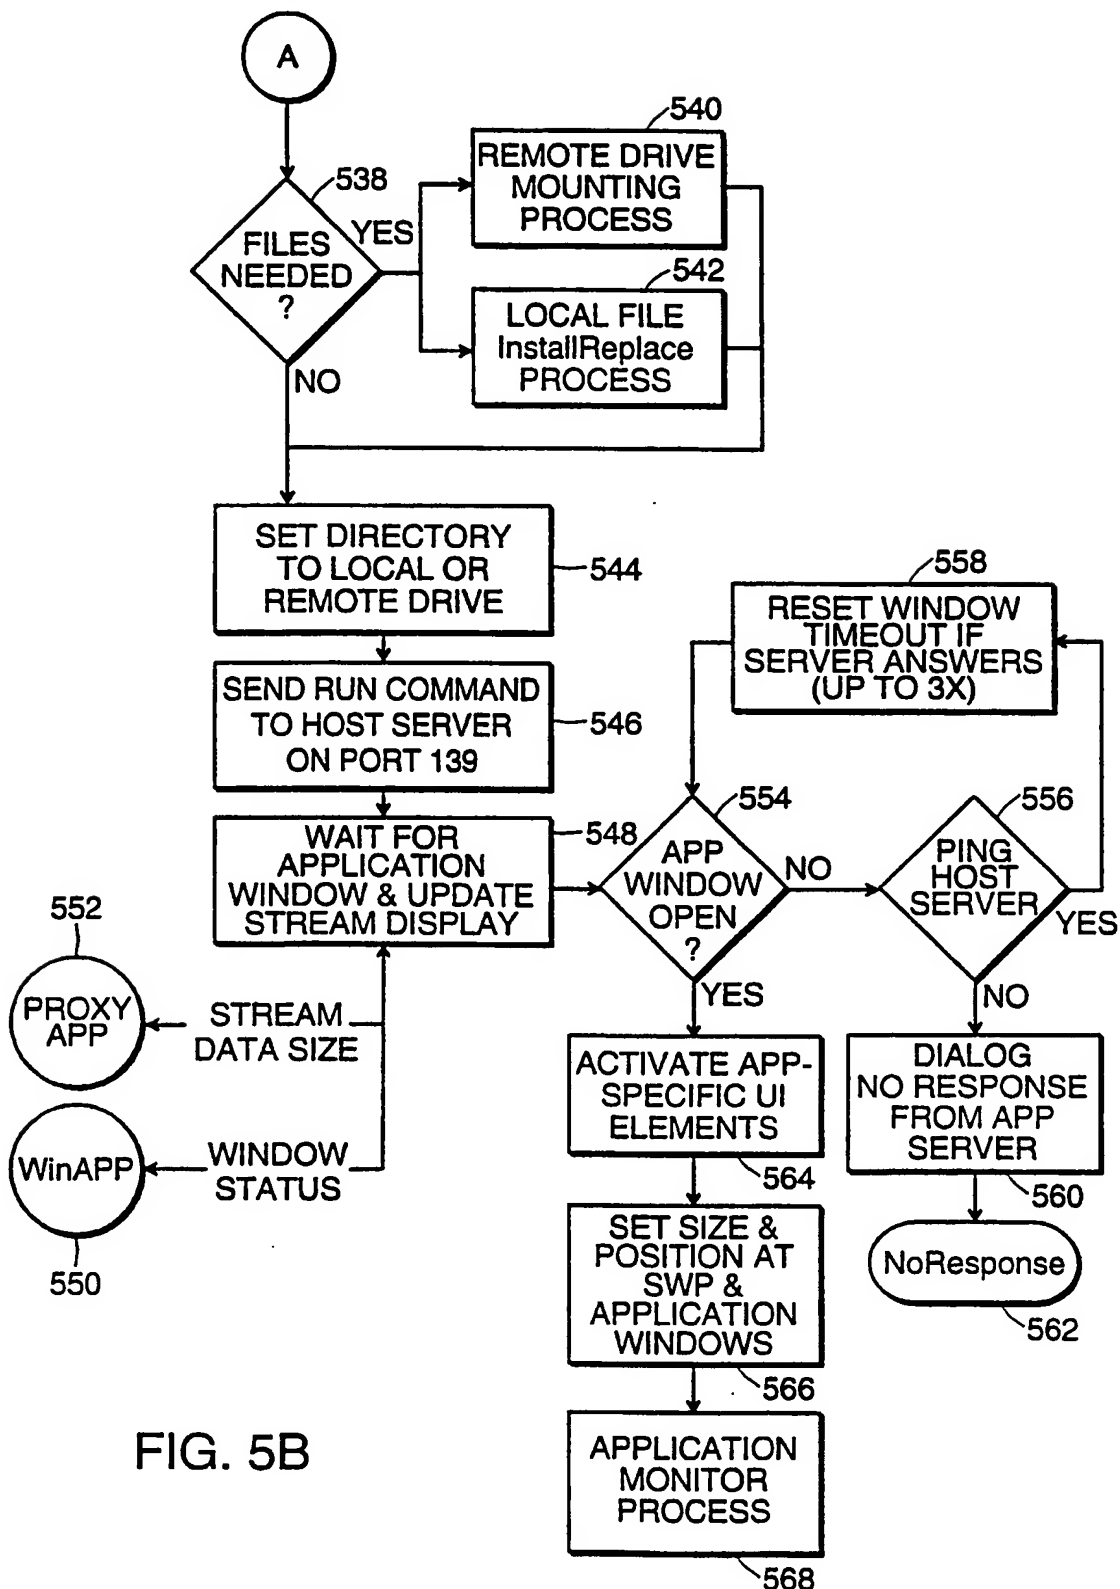 A
540
REMOTE DRIVE
MOUNTING
PROCESS
538
FILES
NEEDED
?
YES
NO
542
LOCAL FILE
InstallReplace
PROCESS
SET DIRECTORY
TO LOCAL OR
REMOTE DRIVE
544
SEND RUN COMMAND
TO HOST SERVER
ON PORT 139
546
WAIT FOR
APPLICATION
WINDOW & UPDATE
STREAM DISPLAY
548
558
RESET WINDOW
TIMEOUT IF
SERVER ANSWERS
(UP TO 3X)
554
APP
WINDOW
OPEN
?
NO
YES
556
PING
HOST
SERVER
YES
NO
552
PROXY
APP
STREAM
DATA SIZE
WinAPP
WINDOW
STATUS
550
ACTIVATE APP-
SPECIFIC UI
ELEMENTS
564
DIALOG
NO RESPONSE
FROM APP
SERVER
560
SET SIZE &
POSITION AT
SWP &
APPLICATION
WINDOWS
566
NoResponse
562
APPLICATION
MONITOR
PROCESS
568
FIG. 5B